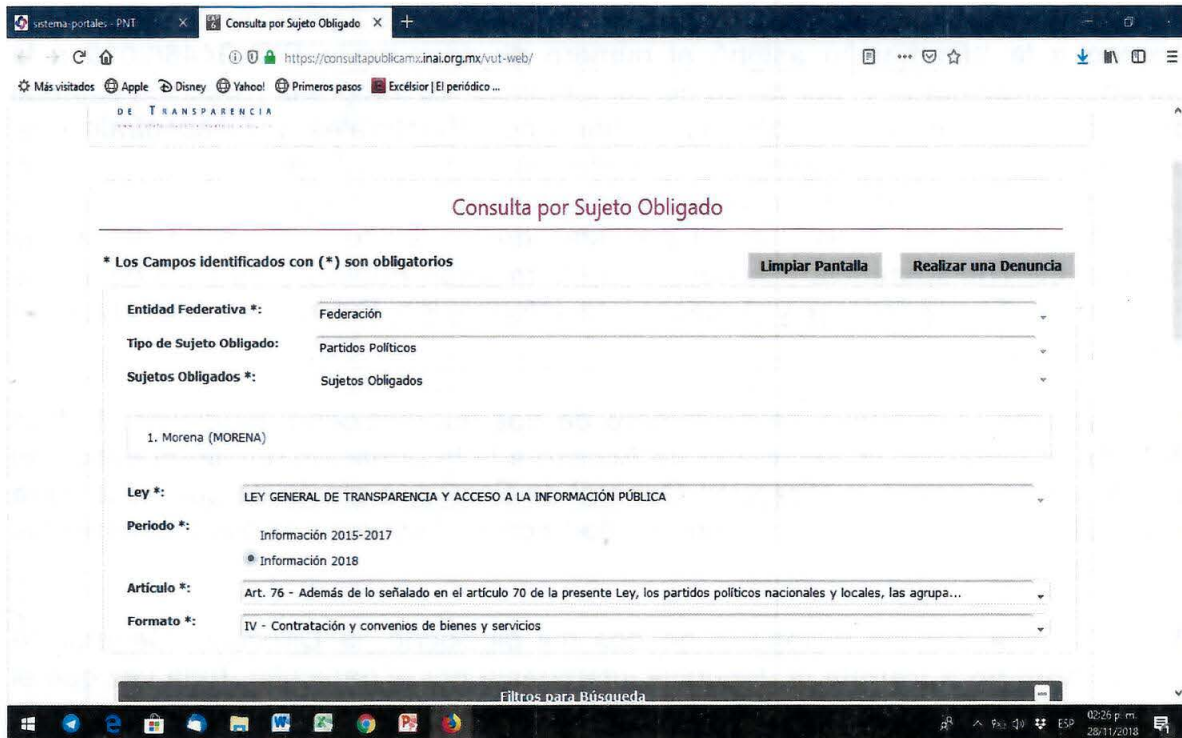 sistema-portales - PNT
Consulta por Sujeto Obligado
https://consultapublicamx.inai.org.mx/vut-web/
Más visitados Apple Disney Yahoo! Primeros pasos Excélsior | El periódico ...
DE TRANSPARENCIA
Consulta por Sujeto Obligado
* Los Campos identificados con (*) son obligatorios
Limpiar Pantalla Realizar una Denuncia
Entidad Federativa *: Federación
Tipo de Sujeto Obligado: Partidos Políticos
Sujetos Obligados *: Sujetos Obligados
1. Morena (MORENA)
Ley *: LEY GENERAL DE TRANSPARENCIA Y ACCESO A LA INFORMACIÓN PÚBLICA
Periodo *: Información 2015-2017
Información 2018
Artículo *: Art. 76 - Además de lo señalado en el artículo 70 de la presente Ley, los partidos políticos nacionales y locales, las agrupa...
Formato *: IV - Contratación y convenios de bienes y servicios
Filtros para Búsqueda
ESP
02:26 p. m.
28/11/2018